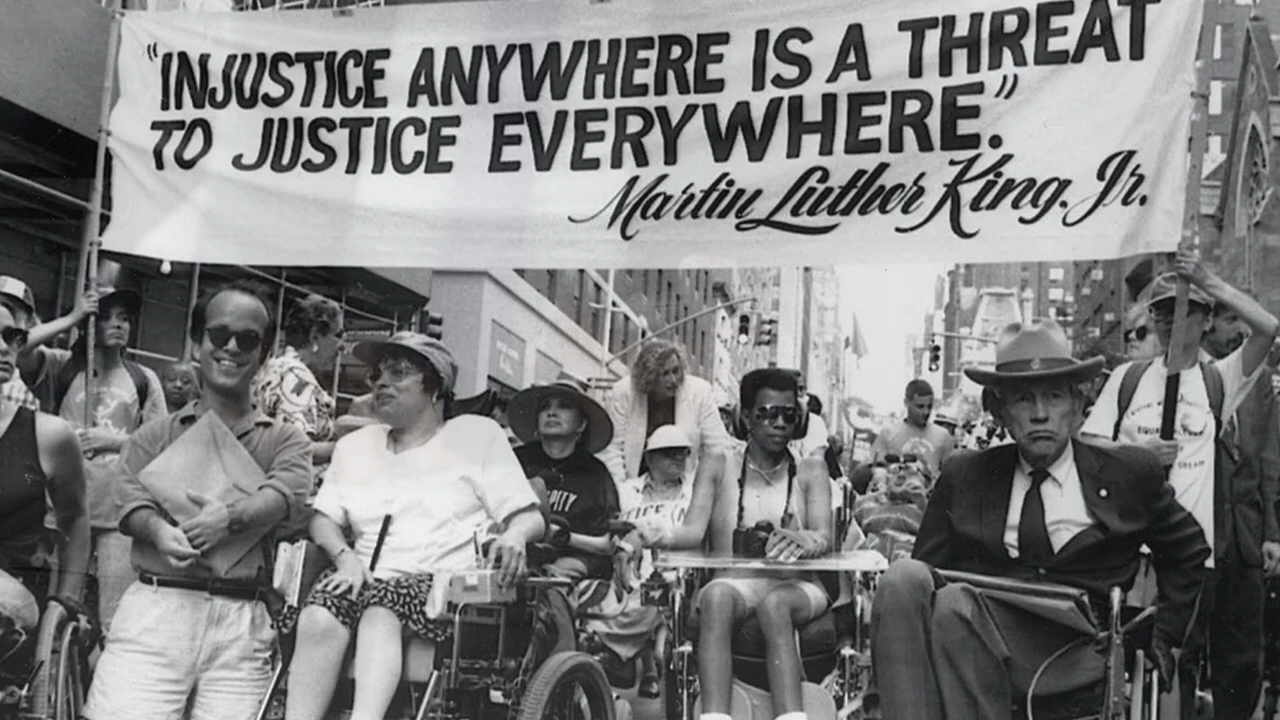 "INJUSTICE ANYWHERE IS A THREAT
TO JUSTICE EVERYWHERE."
Martin Luther King, Jr.